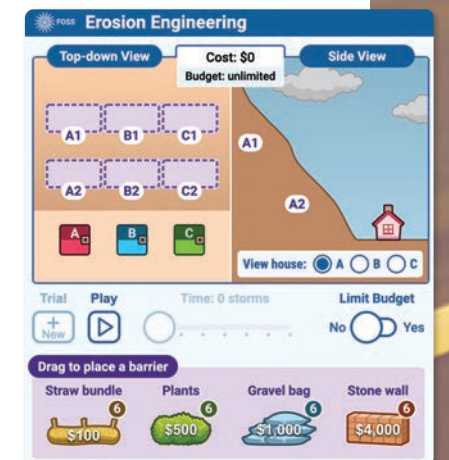 FOSS Erosion Engineering
Top-down View
Cost: $0
Budget: unlimited
Side View
A1 B1 C1
A2 B2 C2
A B C
A1
A2
View house: A B C
Trial Play Time: 0 storms Limit Budget
+ New
No Yes
Drag to place a barrier
Straw bundle Plants Gravel bag Stone wall
6 6 6 6
$100 $500 $1,000 $4,000